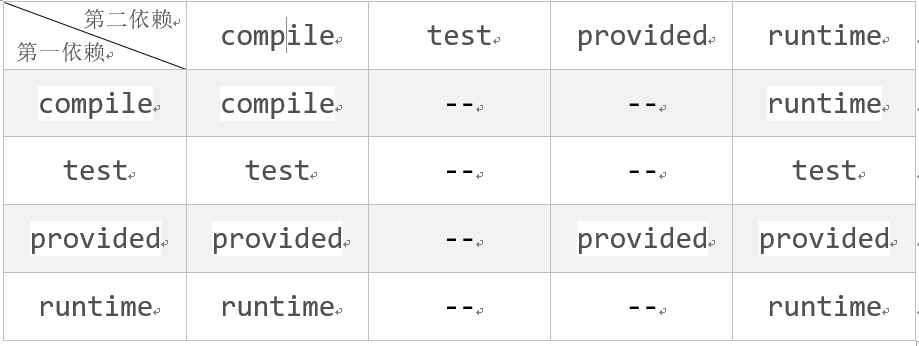 第二依赖
第一依赖 compile test provided runtime
compile compile -- -- runtime
test test -- -- test
provided provided -- provided provided
runtime runtime -- -- runtime